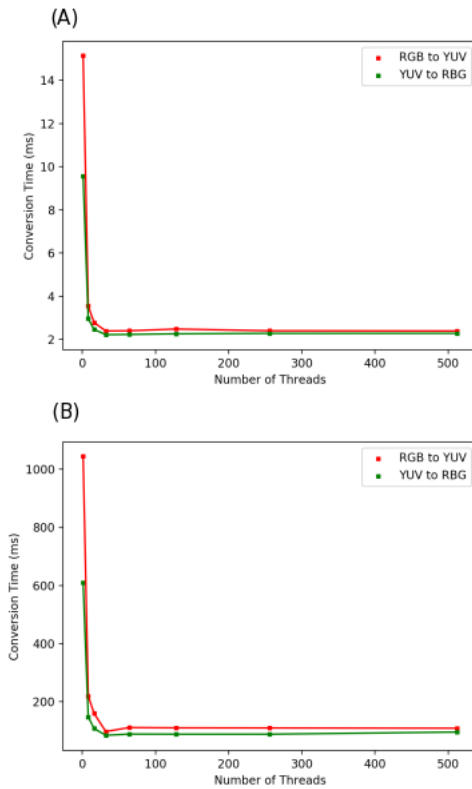 (A)
RGB to YUV
YUV to RBG
Conversion Time (ms)
14
12
10
8
6
4
2
0
100
200
300
400
500
Number of Threads
(B)
RGB to YUV
YUV to RBG
Conversion Time (ms)
1000
800
600
400
200
0
100
200
300
400
500
Number of Threads